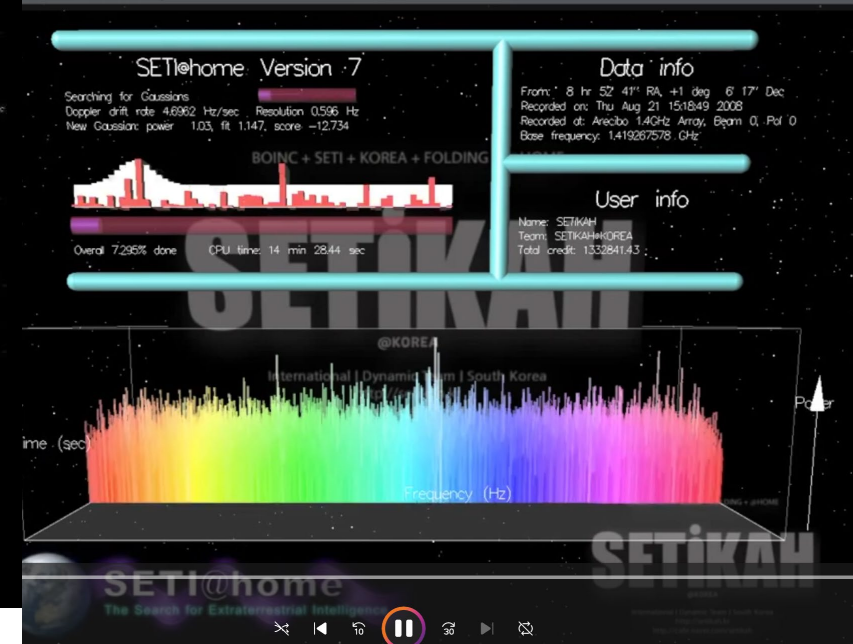 SETI@home Version 7
Searching for Gaussians
Doppler drift rate 4.6962 Hz/sec Resolution 0.596 Hz
New Gaussian: power 1.03, fit 1.147, score -12.734
Overall 7.295% done CPU time: 14 min 28.44 sec
Data info
From: 8 hr 52' 41'' RA, +1 deg 6' 17'' Dec
Recorded on: Thu Aug 21 15:18:49 2008
Recorded at: Arecibo 1.4GHz Array, Beam 0, Pol 0
Base frequency: 1.419267578 GHz
User info
Name: SETIKAH
Team: SETIKAH@KOREA
Total credit: 1332841.43
BOINC + SETI + KOREA + FOLDING
SETiKAH
@KOREA
International | Dynamic Team | South Korea
Power
ime (sec)
Frequency (Hz)
SETiKAH
SETI@home
The Search for Extraterrestrial Intelligence
10
30